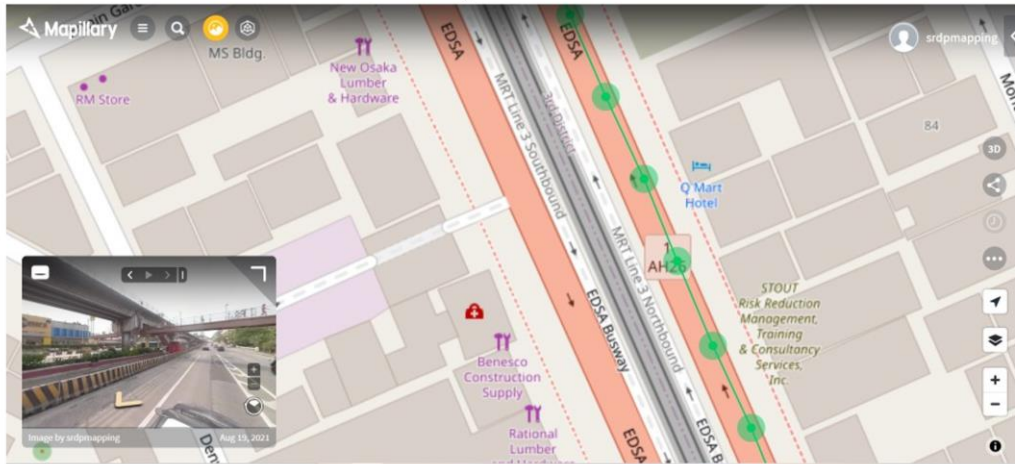 Mapillary
MS Bldg.
RM Store
New Osaka
Lumber
& Hardware
EDSA
EDSA
srdpmapping
84
3D
MRT Line 3 Southbound
3rd District
Q Mart
Hotel
1
AH26
MRT Line 3 Northbound
STOUT
Risk Reduction
Management,
Training
& Consultancy
Services,
Inc.
EDSA Busway
Benesco
Construction
Supply
Rational
Lumber
EDSA
EDSA B
Image by srdpmapping
Aug 19, 2021